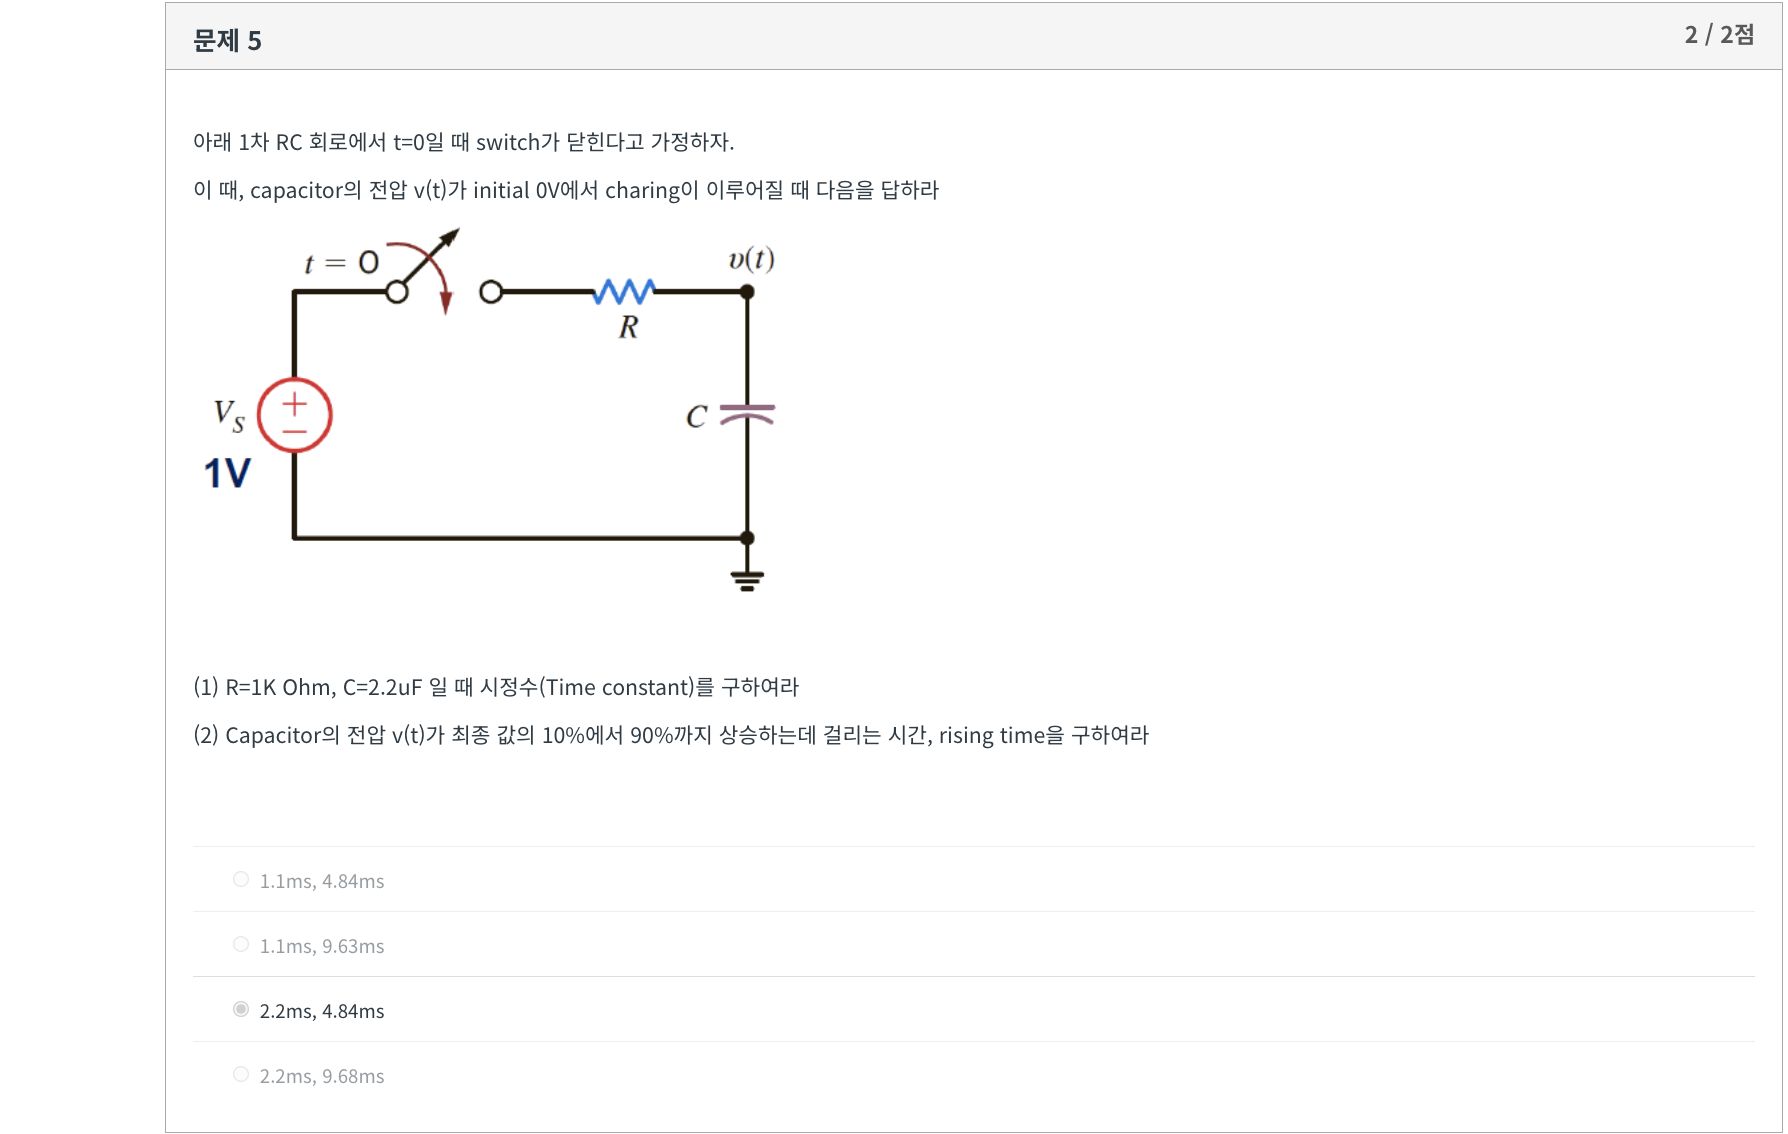 문제 5
2 / 2점
아래 1차 RC 회로에서 t=0일 때 switch가 닫힌다고 가정하자.
이 때, capacitor의 전압 v(t)가 initial 0V에서 charing이 이루어질 때 다음을 답하라
t = 0
υ(t)
R
V_S
+
−
C
1V
(1) R=1K Ohm, C=2.2uF 일 때 시정수(Time constant)를 구하여라
(2) Capacitor의 전압 v(t)가 최종 값의 10%에서 90%까지 상승하는데 걸리는 시간, rising time을 구하여라
1.1ms, 4.84ms
1.1ms, 9.63ms
2.2ms, 4.84ms
2.2ms, 9.68ms